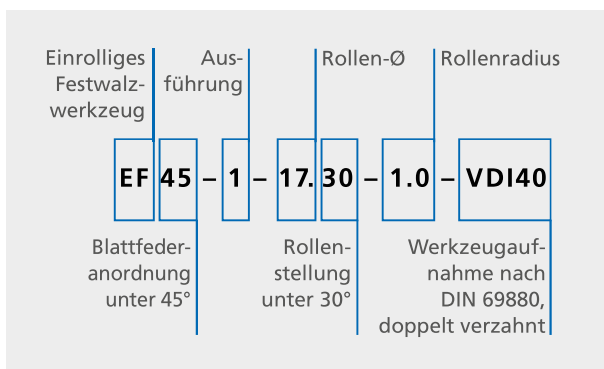 Einrolliges
Festwalz-
werkzeug
Aus-
führung
Rollen-Ø
Rollenradius
EF 45 – 1 – 17. 30 – 1.0 – VDI40
Blattfeder-
anordnung
unter 45°
Rollen-
stellung
unter 30°
Werkzeugauf-
nahme nach
DIN 69880,
doppelt verzahnt